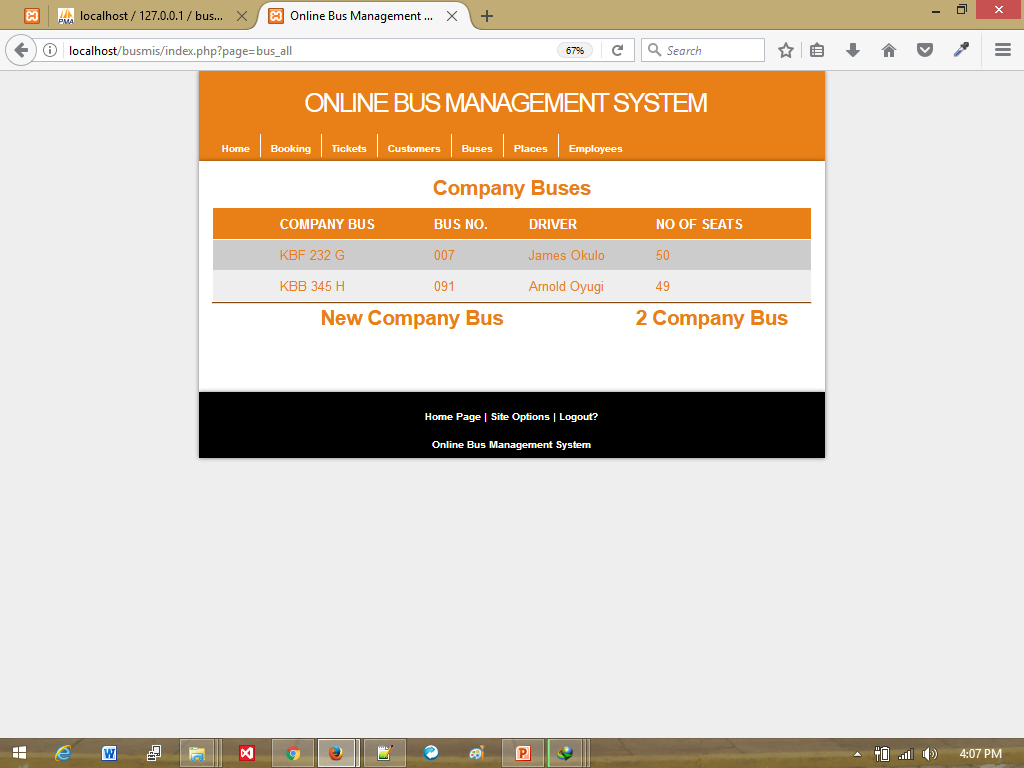 PMA localhost / 127.0.0.1 / bus... Online Bus Management ...
localhost/busmis/index.php?page=bus_all 67% Search
ONLINE BUS MANAGEMENT SYSTEM
Home Booking Tickets Customers Buses Places Employees
Company Buses
COMPANY BUS BUS NO. DRIVER NO OF SEATS
KBF 232 G 007 James Okulo 50
KBB 345 H 091 Arnold Oyugi 49
New Company Bus 2 Company Bus
Home Page | Site Options | Logout?
Online Bus Management System
4:07 PM